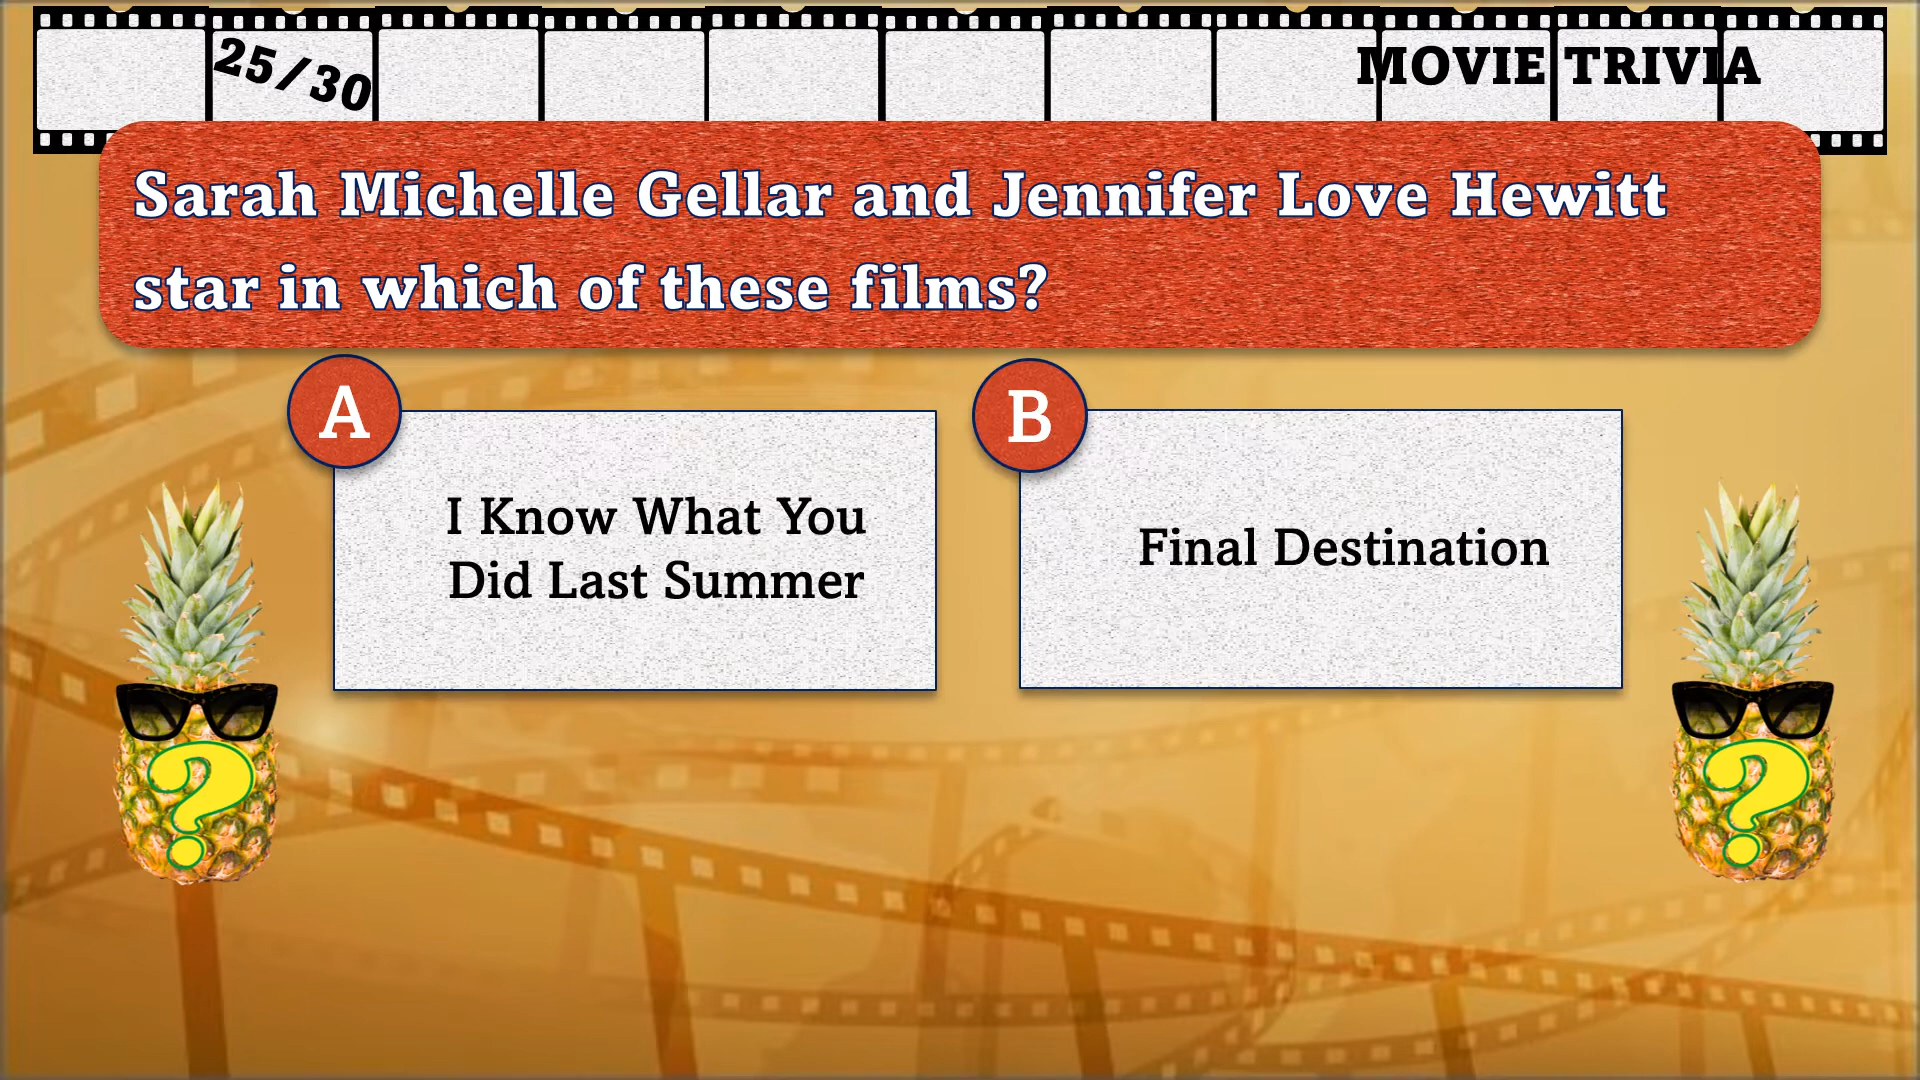 25/30
MOVIE TRIVIA
Sarah Michelle Gellar and Jennifer Love Hewitt
star in which of these films?
A
I Know What You
Did Last Summer
B
Final Destination
?
?